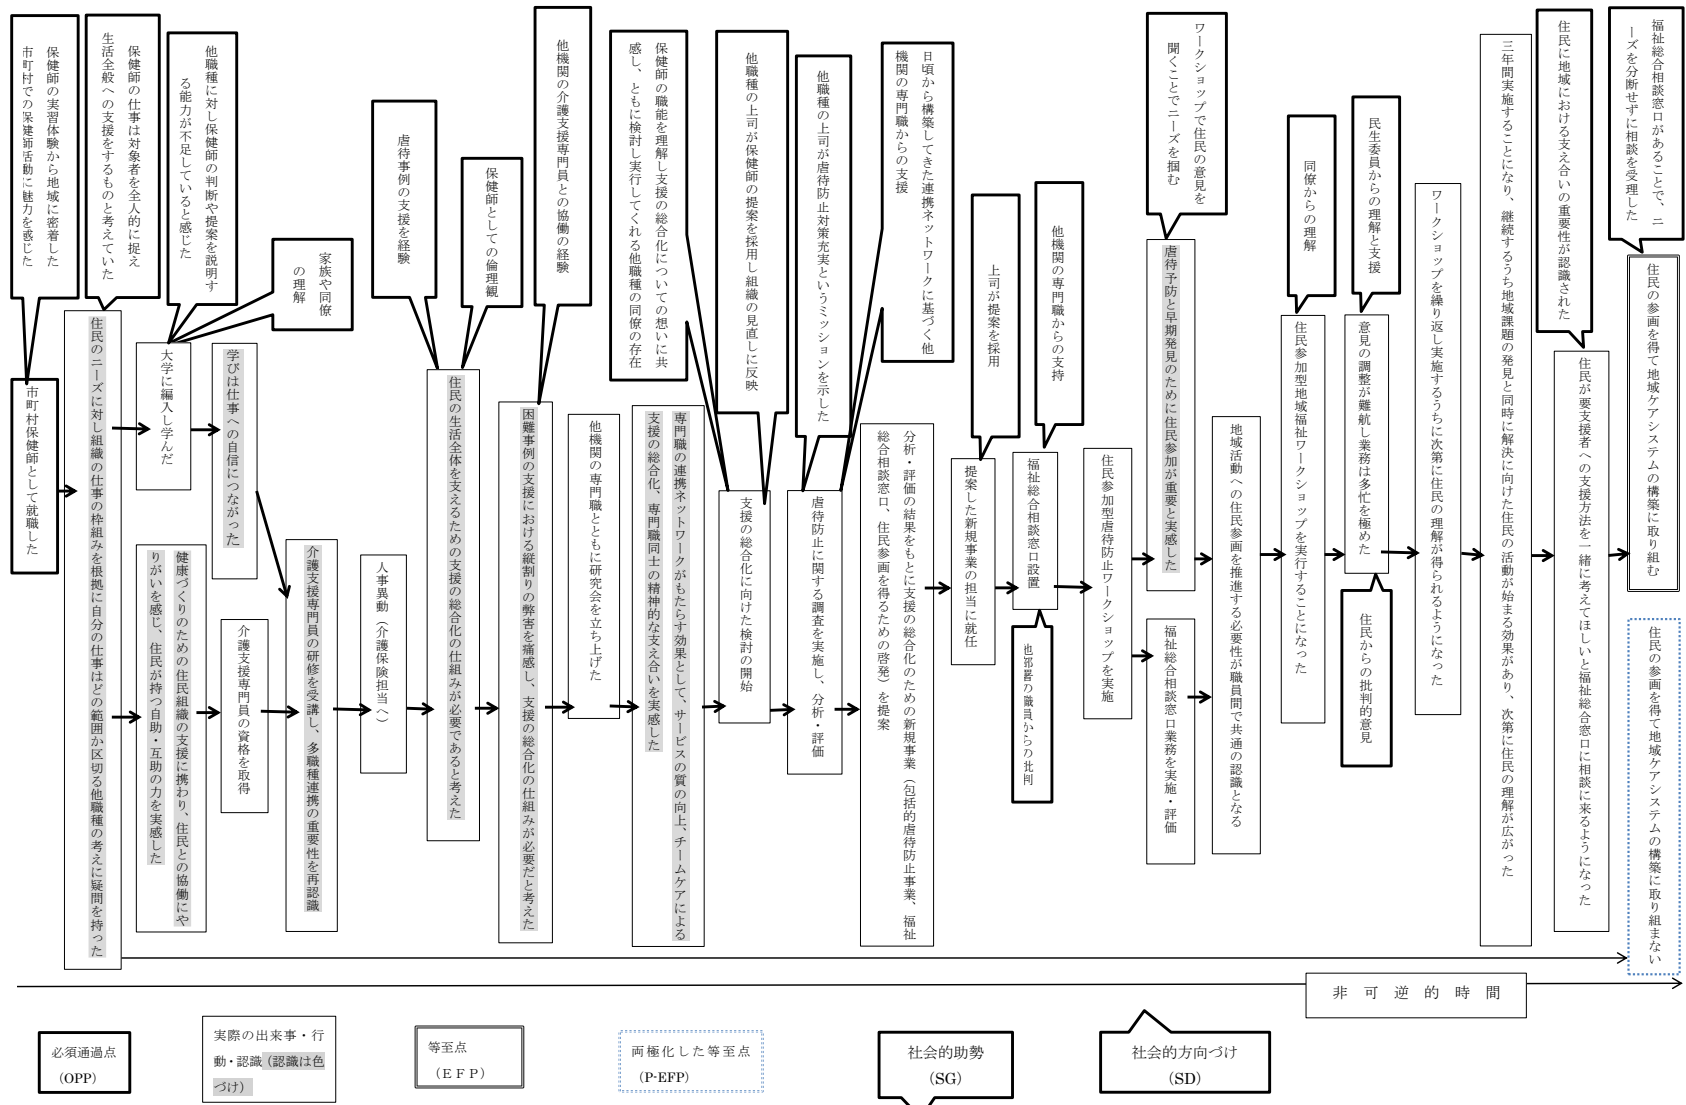 市町村での保健師活動に魅力を感じた
保健師の実習体験から地域に密着した
生活全般への支援をするものと考えていた
保健師の仕事は対象者を全人的に捉え
他職種に対し保健師の判断や提案を説明す
る能力が不足していると感じた
家族や同僚
の理解
虐待事例の支援を経験
保健師としての倫理観
他機関の介護支援専門員との協働の経験
保健師の職能を理解し支援の総合化についての想いに共
感し、ともに検討し実行してくれる他職種の同僚の存在
他職種の上司が保健師の提案を採用し組織の見直しに反映
他職種の上司が虐待防止対策充実というミッションを示した
日頃から構築してきた連携ネットワークに基づく他
機関の専門職からの支援
上司が提案を採用
他機関の専門職からの支持
ワークショップで住民の意見を
聞くことでニーズを掴む
同僚からの理解
民生委員からの理解と支援
住民に地域における支え合いの重要性が認識された
福祉総合相談窓口があることで、ニ
ーズを分断せずに相談を受理した
市町村保健師として就職した
住民のニーズに対し組織の仕事の枠組みを根拠に自分の仕事はどの範囲か区切る他職種の考えに疑問を持った
大学に編入し学んだ
学びは仕事への自信につながった
健康づくりのための住民組織の支援に携わり、住民との協働にや
りがいを感じ、住民が持つ自助・互助の力を実感した
介護支援専門員の資格を取得
介護支援専門員の研修を受講し、多職種連携の重要性を再認識
人事異動（介護保険担当へ）
住民の生活全体を支えるための支援の総合化の仕組みが必要であると考えた
困難事例の支援における縦割りの弊害を痛感し、支援の総合化の仕組みが必要だと考えた
他機関の専門職とともに研究会を立ち上げた
専門職の連携ネットワークがもたらす効果として、サービスの質の向上、チームケアによる
支援の総合化、専門職同士の精神的な支え合いを実感した
支援の総合化に向けた検討の開始
虐待防止に関する調査を実施し、分析・評価
分析・評価の結果をもとに支援の総合化のための新規事業（包括的虐待防止事業、福祉
総合相談窓口、住民参画を得るための啓発）を提案
提案した新規事業の担当に就任
福祉総合相談窓口設置
他部署の職員からの批判
住民参加型虐待防止ワークショップを実施
虐待予防と早期発見のために住民参加が重要と実感した
福祉総合相談窓口業務を実施・評価
地域活動への住民参画を推進する必要性が職員間で共通の認識となる
住民参加型地域福祉ワークショップを実行することになった
意見の調整が難航し業務は多忙を極めた
住民からの批判的意見
ワークショップを繰り返し実施するうちに次第に住民の理解が得られるようになった
三年間実施することになり、継続するうち地域課題の発見と同時に解決に向けた住民の活動が始まる効果があり、次第に住民の理解が広がった
住民が要支援者への支援方法を一緒に考えてほしいと福祉総合窓口に相談に来るようになった
住民の参画を得て地域ケアシステムの構築に取り組む
住民の参画を得て地域ケアシステムの構築に取り組まない
非可逆的時間
必須通過点
（OPP）
実際の出来事・行
動・認識（認識は色
づけ）
等至点
（ＥＦＰ）
両極化した等至点
（P-EFP）
社会的助勢
（SG）
社会的方向づけ
（SD）